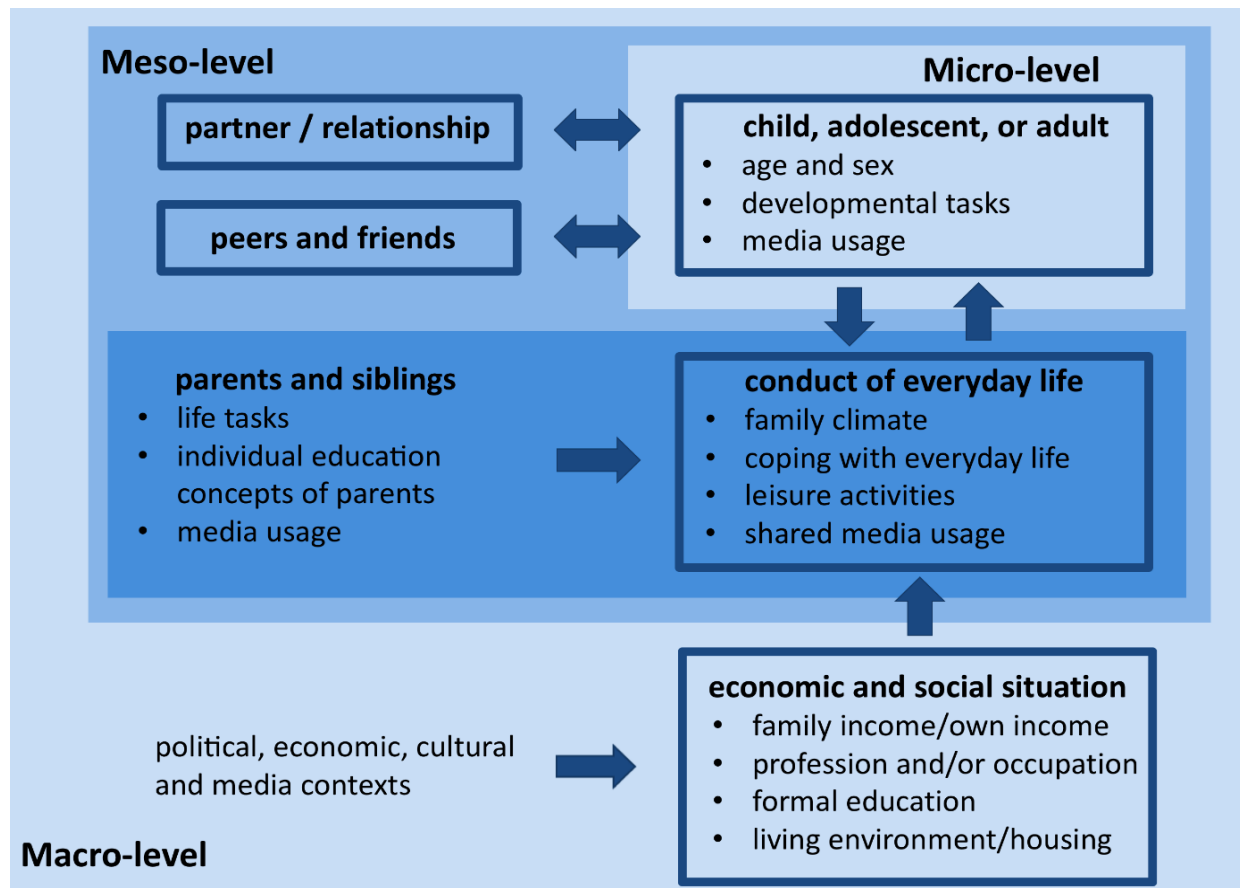 Meso-level
Micro-level
partner / relationship
child, adolescent, or adult
• age and sex
• developmental tasks
• media usage
peers and friends
parents and siblings
• life tasks
• individual education
concepts of parents
• media usage
conduct of everyday life
• family climate
• coping with everyday life
• leisure activities
• shared media usage
economic and social situation
• family income/own income
• profession and/or occupation
• formal education
• living environment/housing
political, economic, cultural
and media contexts
Macro-level